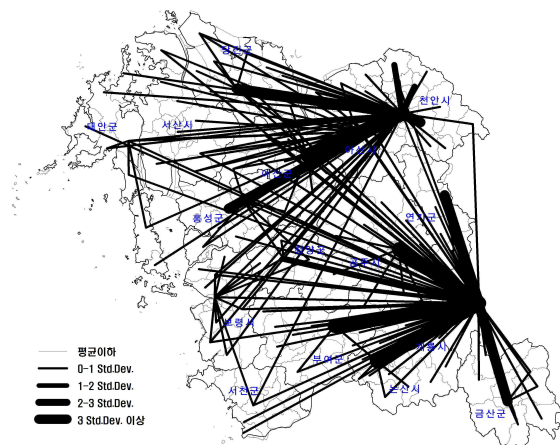 당진군
천안시
태안군
서산시
아산시
예산군
홍성군
연기군
청양군
공주시
보령시
계룡시
부여군
논산시
서천군
금산군
평균이하
0-1 Std.Dev.
1-2 Std.Dev.
2-3 Std.Dev.
3 Std.Dev. 이상